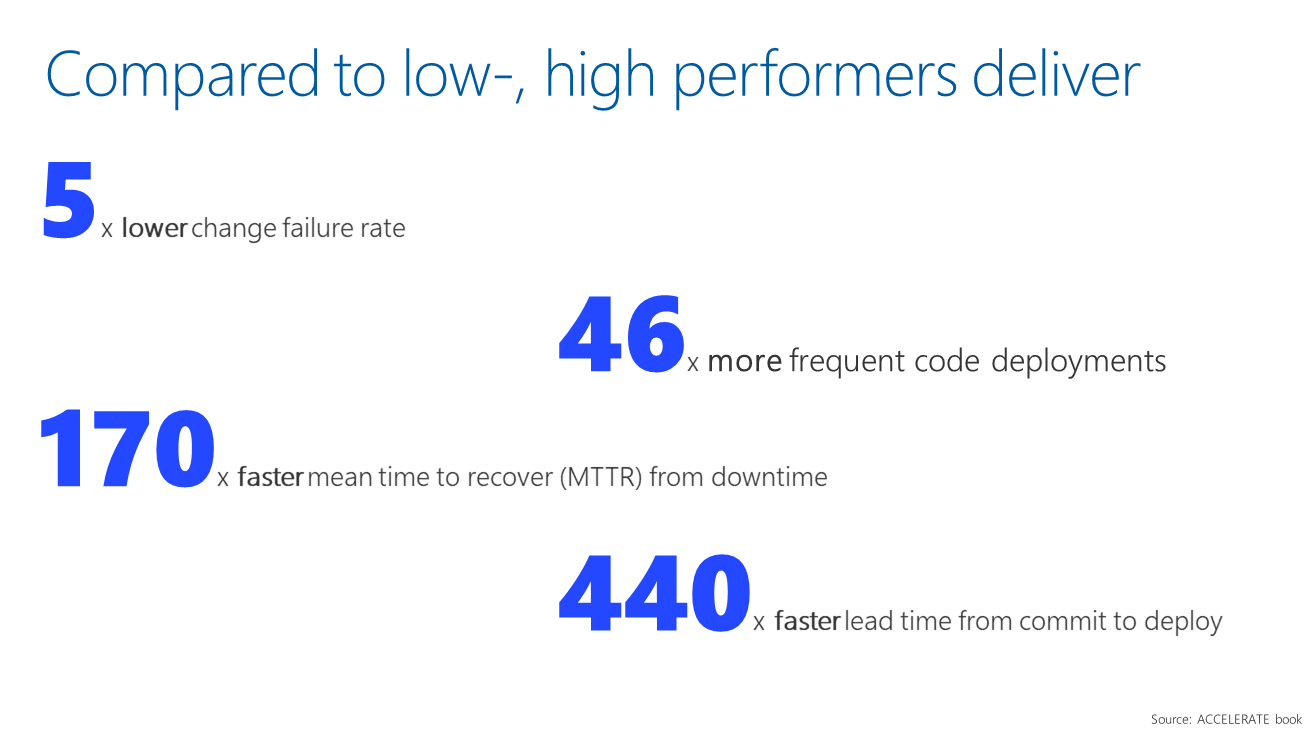 Compared to low-, high performers deliver
5x lower change failure rate
46x more frequent code deployments
170x faster mean time to recover (MTTR) from downtime
440x faster lead time from commit to deploy
Source: ACCELERATE book